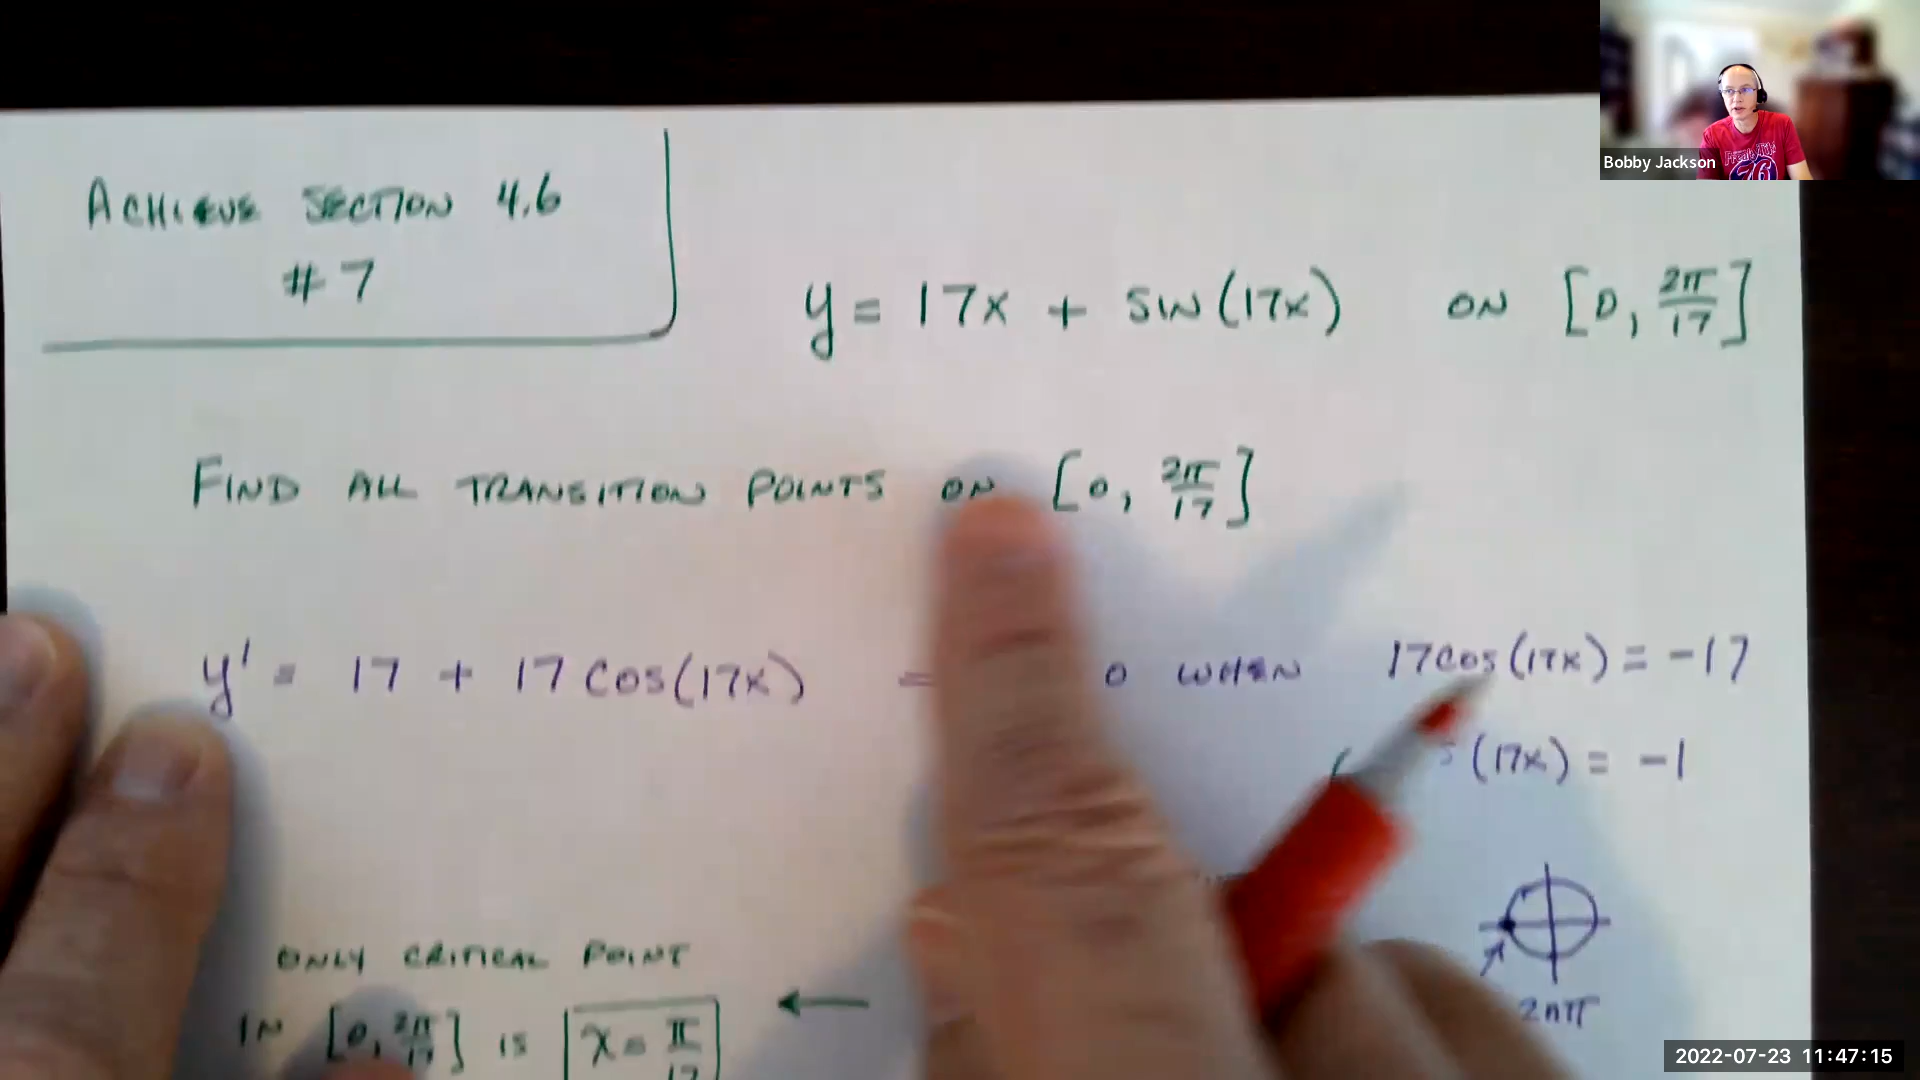 Bobby Jackson
ACHIEVE SECTION 4.6
#7
y = 17x + SIN(17x) ON [0, 2π/17]
FIND ALL TRANSITION POINTS ON [0, 2π/17]
y' = 17 + 17 COS(17x) = 0 WHEN 17COS(17x) = -17
(17x) = -1
ONLY CRITICAL POINT
IN [0, 2π/17] IS x = π/17
2nπ
2022-07-23 11:47:15